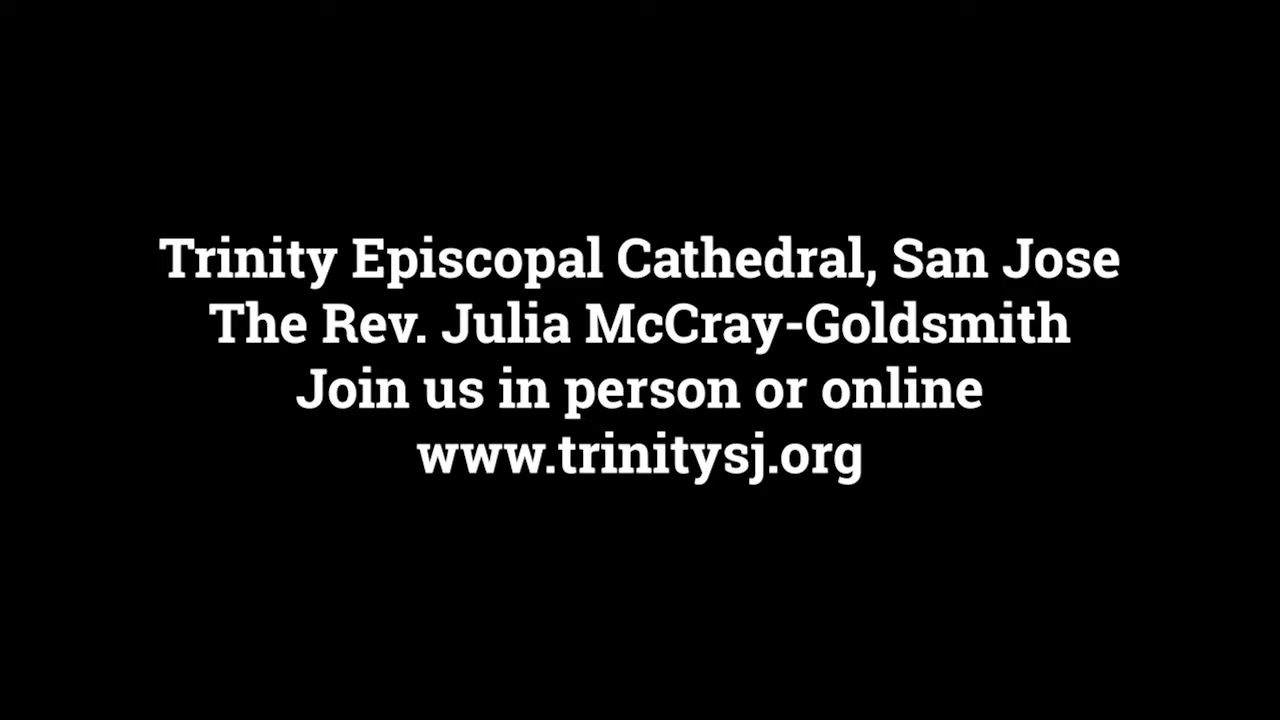 Trinity Episcopal Cathedral, San Jose
The Rev. Julia McCray-Goldsmith
Join us in person or online
www.trinitysj.org